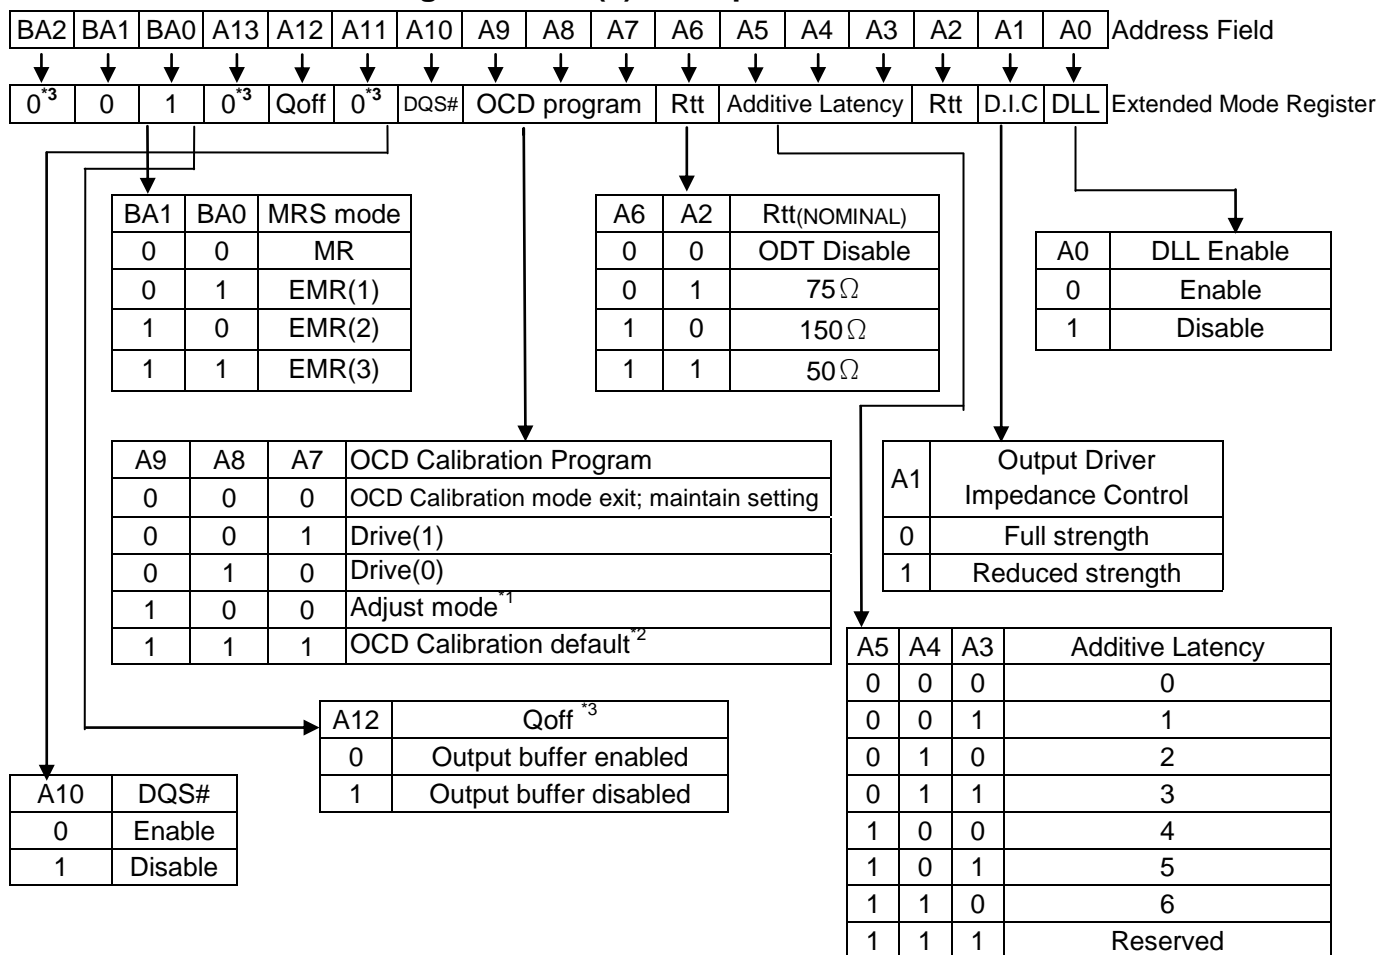 BA2 BA1 BA0 A13 A12 A11 A10 A9 A8 A7 A6 A5 A4 A3 A2 A1 A0 Address Field
0*3 0 1 0*3 Qoff 0*3 DQS# OCD program Rtt Additive Latency Rtt D.I.C DLL Extended Mode Register
BA1 BA0 MRS mode
0 0 MR
0 1 EMR(1)
1 0 EMR(2)
1 1 EMR(3)
A6 A2 Rtt(NOMINAL)
0 0 ODT Disable
0 1 75Ω
1 0 150Ω
1 1 50Ω
A0 DLL Enable
0 Enable
1 Disable
A9 A8 A7 OCD Calibration Program
0 0 0 OCD Calibration mode exit; maintain setting
0 0 1 Drive(1)
0 1 0 Drive(0)
1 0 0 Adjust mode*1
1 1 1 OCD Calibration default*2
A1 Output Driver
Impedance Control
0 Full strength
1 Reduced strength
A12 Qoff *3
0 Output buffer enabled
1 Output buffer disabled
A10 DQS#
0 Enable
1 Disable
A5 A4 A3 Additive Latency
0 0 0 0
0 0 1 1
0 1 0 2
0 1 1 3
1 0 0 4
1 0 1 5
1 1 0 6
1 1 1 Reserved